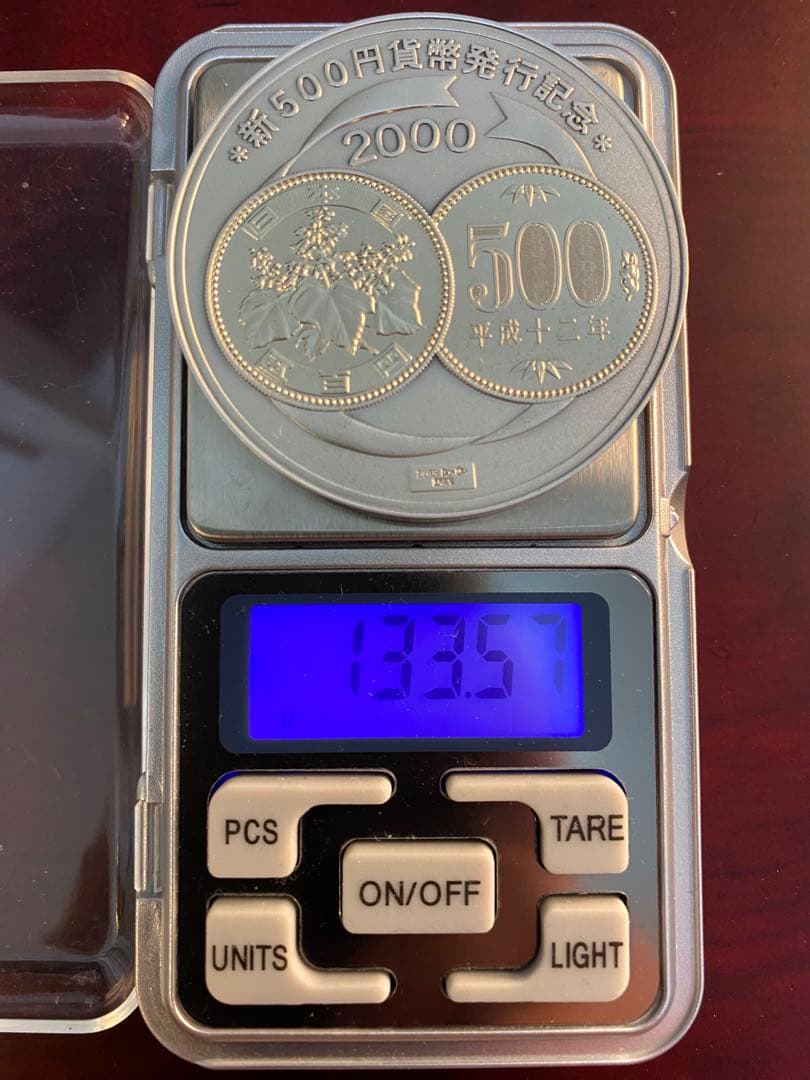 *新500円貨幣発行記念*
2000
日本国
五百円
500
平成十二年
133.57
g
PCS
TARE
ON/OFF
UNITS
LIGHT